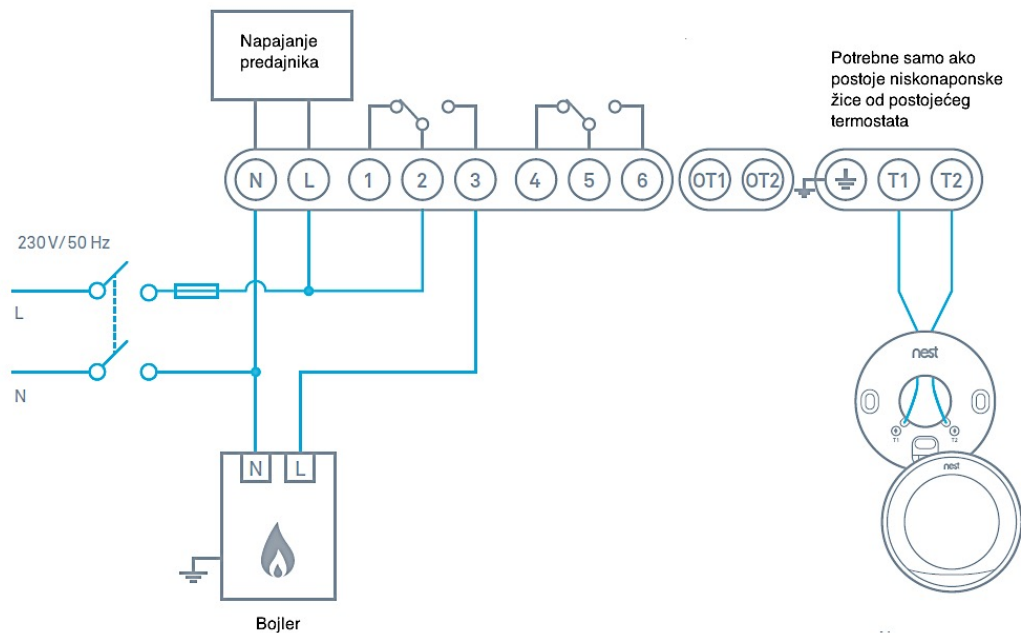 Napajanje
predajnika
Potrebne samo ako
postoje niskonaponske
žice od postojećeg
termostata
N L 1 2 3 4 5 6 OT1 OT2 T1 T2
230 V/ 50 Hz
L
N
nest
T1 T2
nest
N L
Bojler